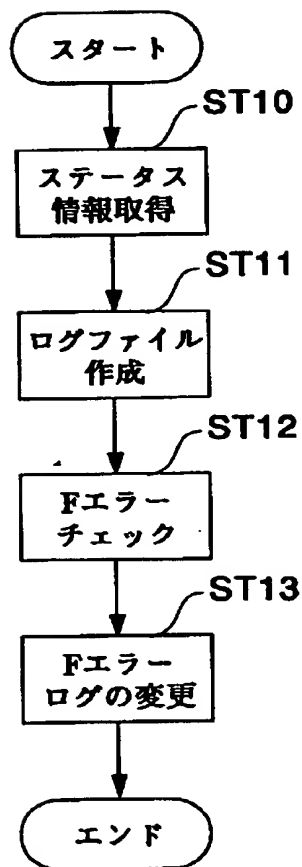 スタート
ST10
ステータス
情報取得
ST11
ログファイル
作成
ST12
Fエラー
チェック
ST13
Fエラー
ログの変更
エンド